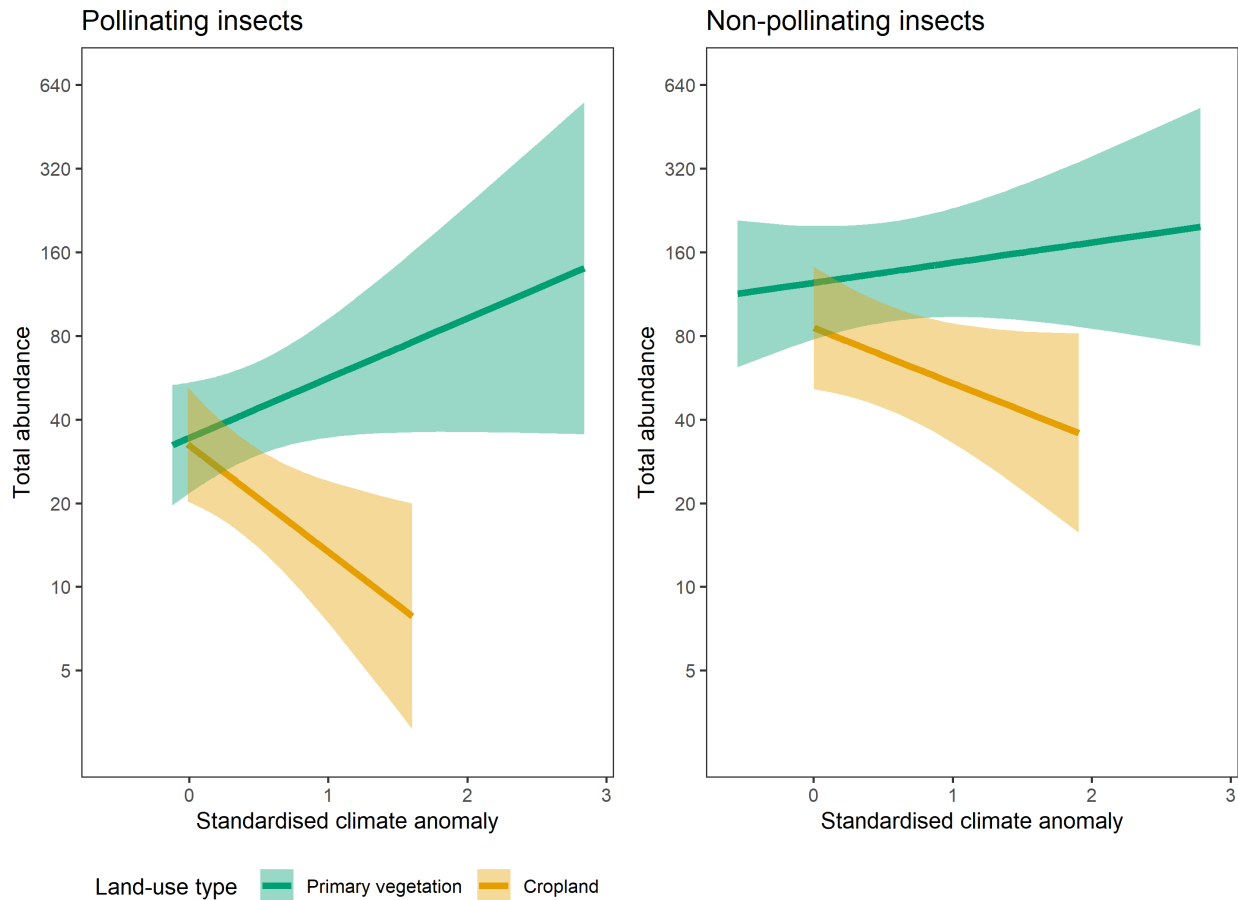 Pollinating insects
Total abundance
640
320
160
80
40
20
10
5
0 1 2 3
Standardised climate anomaly
Non-pollinating insects
Total abundance
640
320
160
80
40
20
10
5
0 1 2 3
Standardised climate anomaly
Land-use type Primary vegetation Cropland